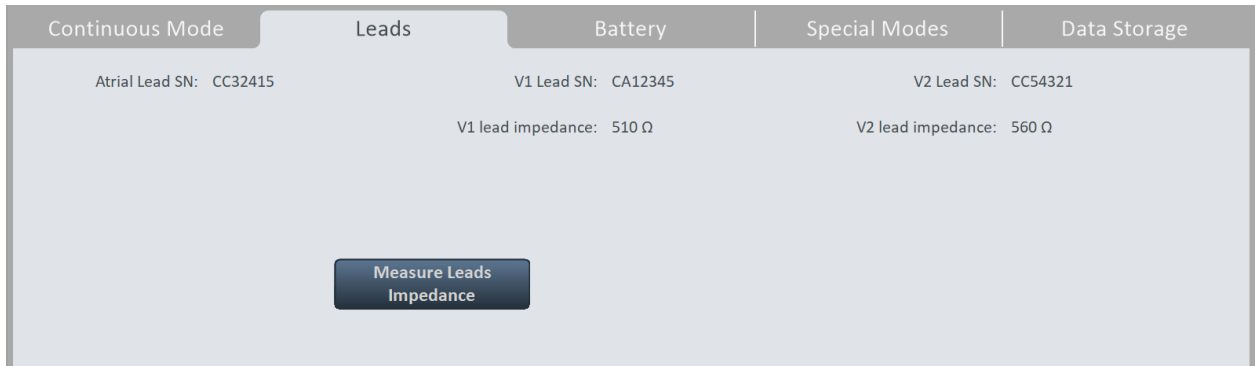 Continuous Mode Leads Battery Special Modes Data Storage
Atrial Lead SN: CC32415 V1 Lead SN: CA12345 V2 Lead SN: CC54321
V1 lead impedance: 510 Ω V2 lead impedance: 560 Ω
Measure Leads
Impedance